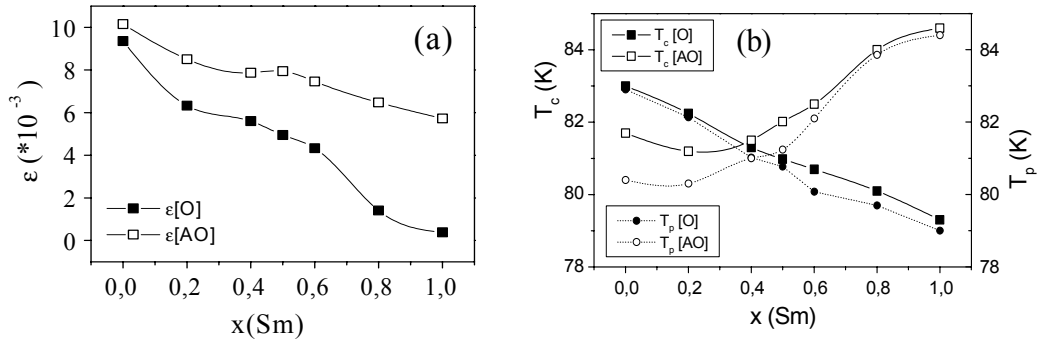 (a)
10
8
6
4
2
0
ε (*10⁻³)
ε[O]
ε[AO]
0,0 0,2 0,4 0,6 0,8 1,0
x(Sm)
(b)
T_c [O]
T_c [AO]
84
82
80
78
T_c (K)
T_p [O]
T_p [AO]
84
82
80
78
T_p (K)
0,0 0,2 0,4 0,6 0,8 1,0
x (Sm)